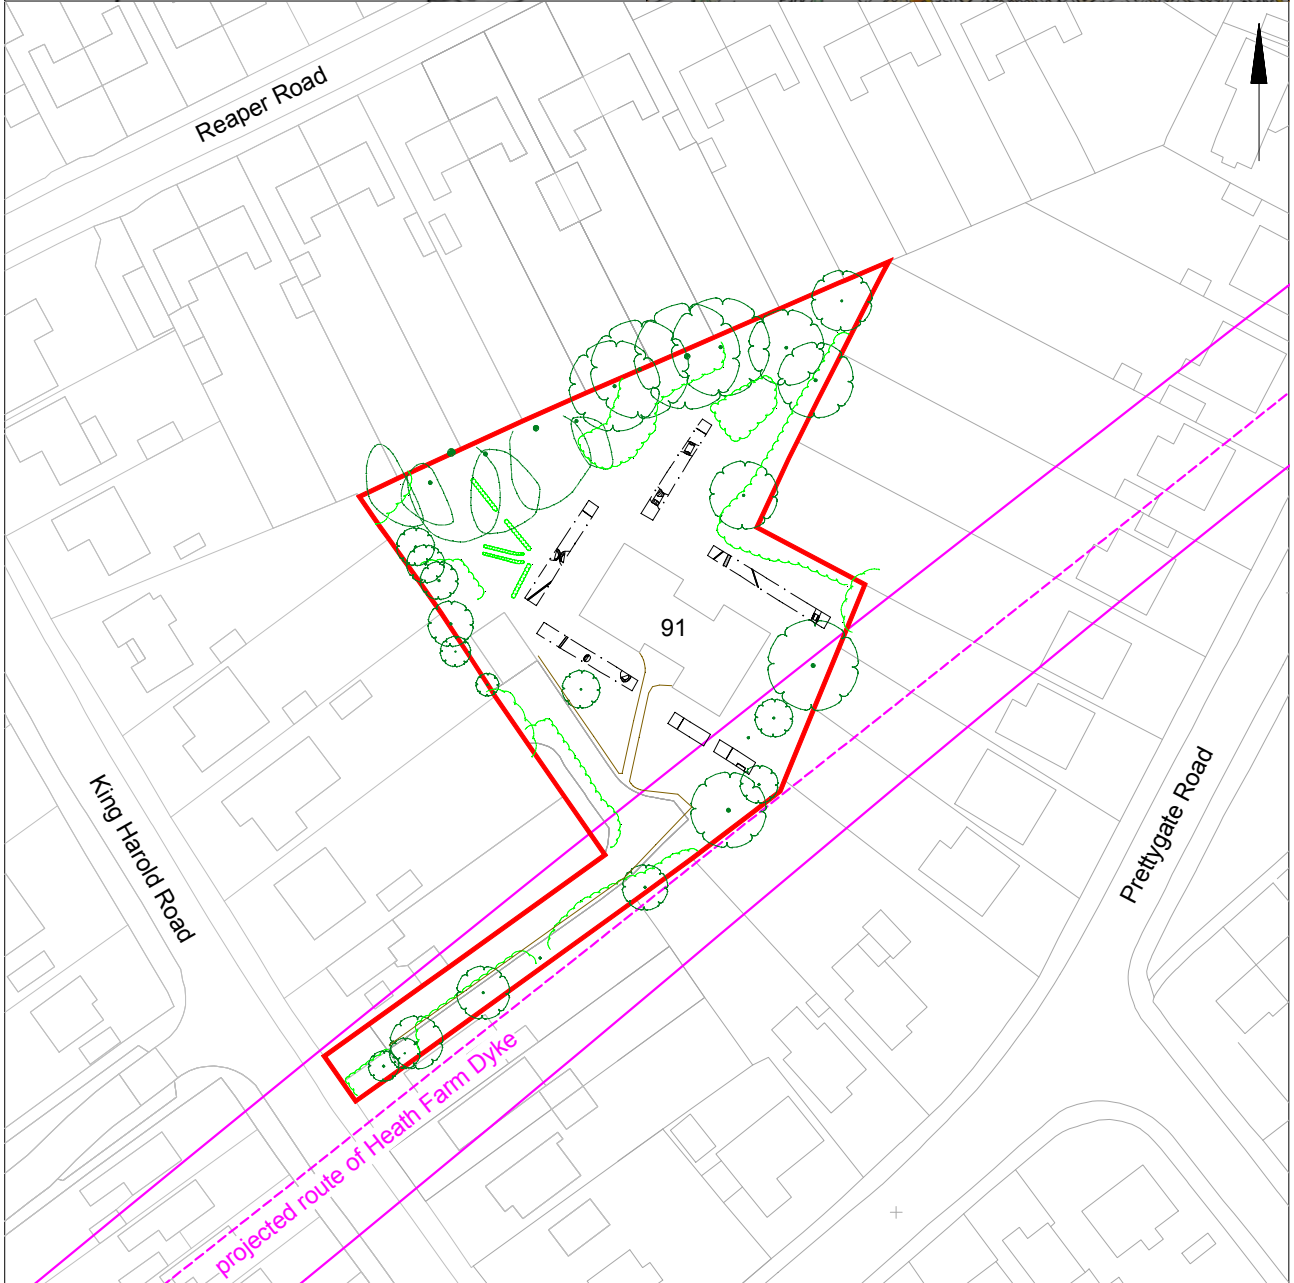 Reaper Road
91
King Harold Road
Prettygate Road
projected route of Heath Farm Dyke